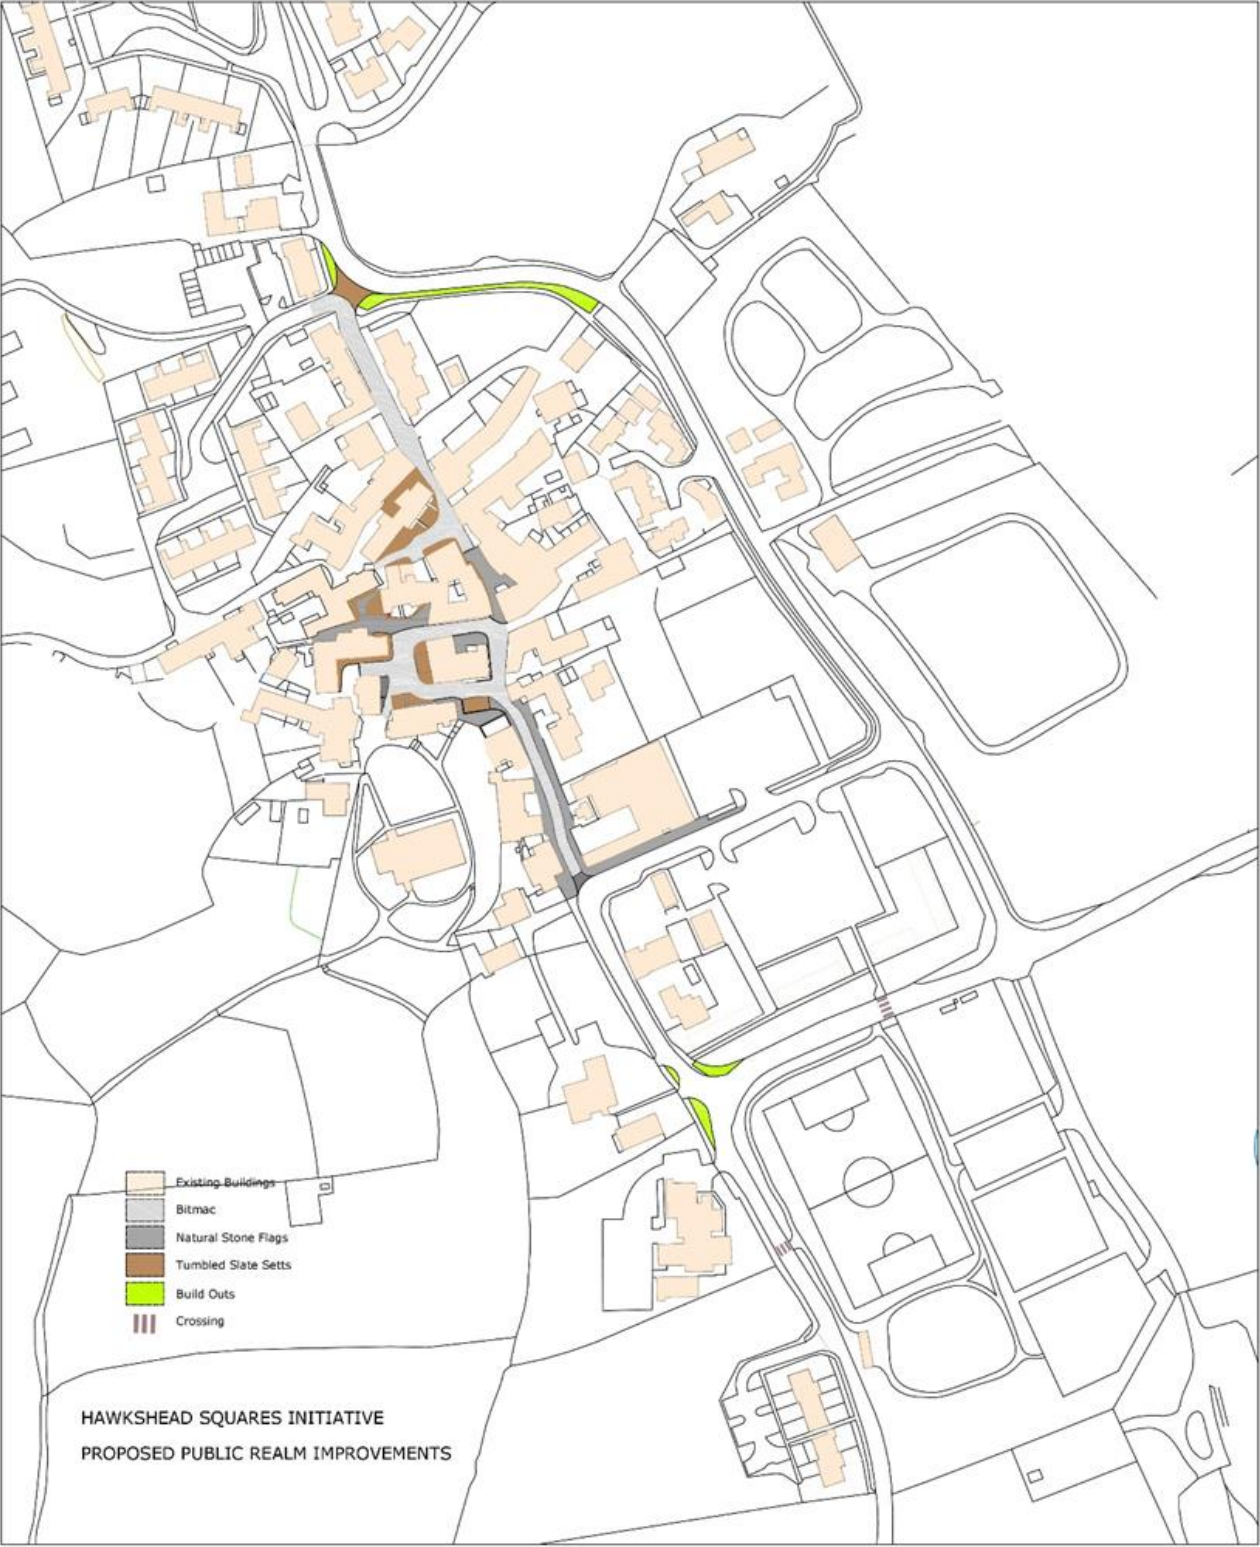 Existing Buildings
Bitmac
Natural Stone Flags
Tumbled Slate Setts
Build Outs
Crossing
HAWKSHEAD SQUARES INITIATIVE
PROPOSED PUBLIC REALM IMPROVEMENTS